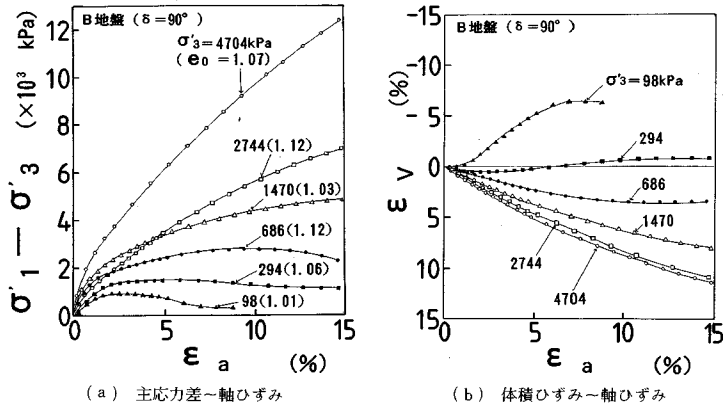 B地盤 (δ=90°)
σ'₃=4704kPa
(e₀=1.07)
2744(1.12)
1470(1.03)
686(1.12)
294(1.06)
98(1.01)
σ'₁ — σ'₃ (×10³ kPa)
12
10
8
6
4
2
0
0 5 10 15
εa (%)
(a) 主応力差~軸ひずみ
B地盤 (δ=90°)
σ'₃=98kPa
294
686
1470
2744
4704
εV (%)
-15
-10
-5
0
5
10
15
0 5 10 15
εa (%)
(b) 体積ひずみ~軸ひずみ